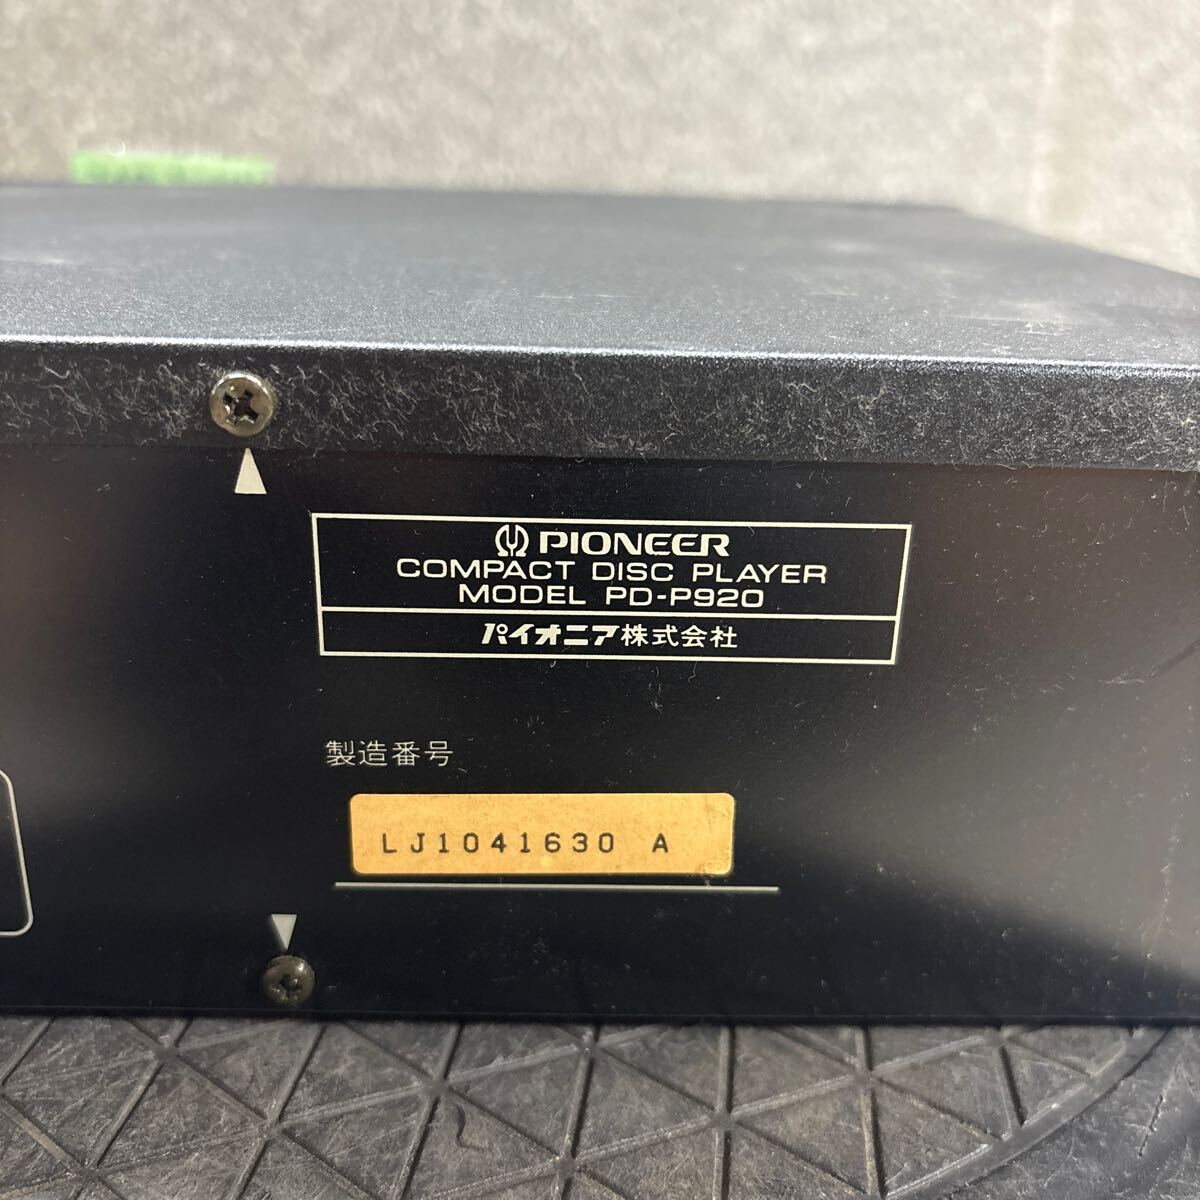 PIONEER
COMPACT DISC PLAYER
MODEL PD-P920
パイオニア株式会社
製造番号
LJ1041630 A